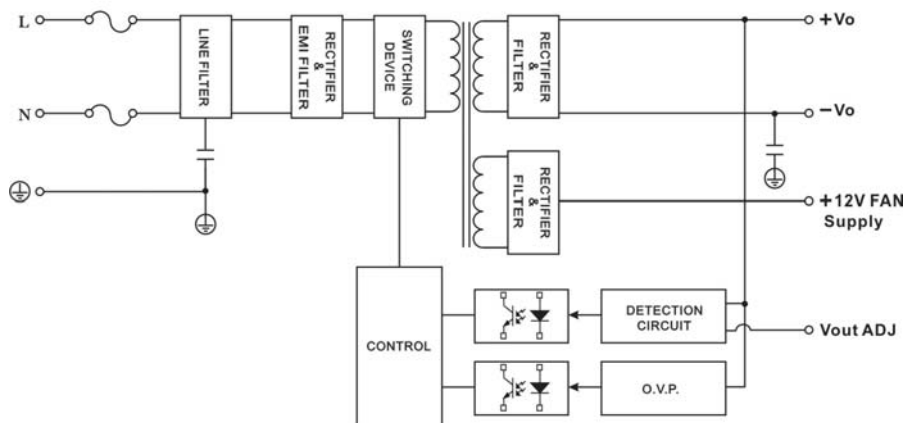 L
LINE FILTER
RECTIFIER
&
EMI FILTER
SWITCHING
DEVICE
RECTIFIER
&
FILTER
+Vo
N
-Vo
RECTIFIER
&
FILTER
+12V FAN
Supply
CONTROL
DETECTION
CIRCUIT
Vout ADJ
O.V.P.